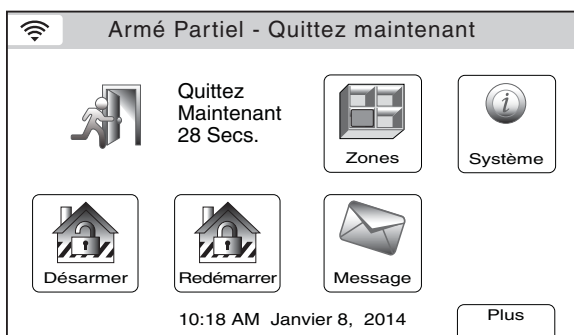 Armé Partiel - Quittez maintenant
Quittez
Maintenant
28 Secs.
Zones
Système
Désarmer
Redémarrer
Message
10:18 AM Janvier 8, 2014
Plus